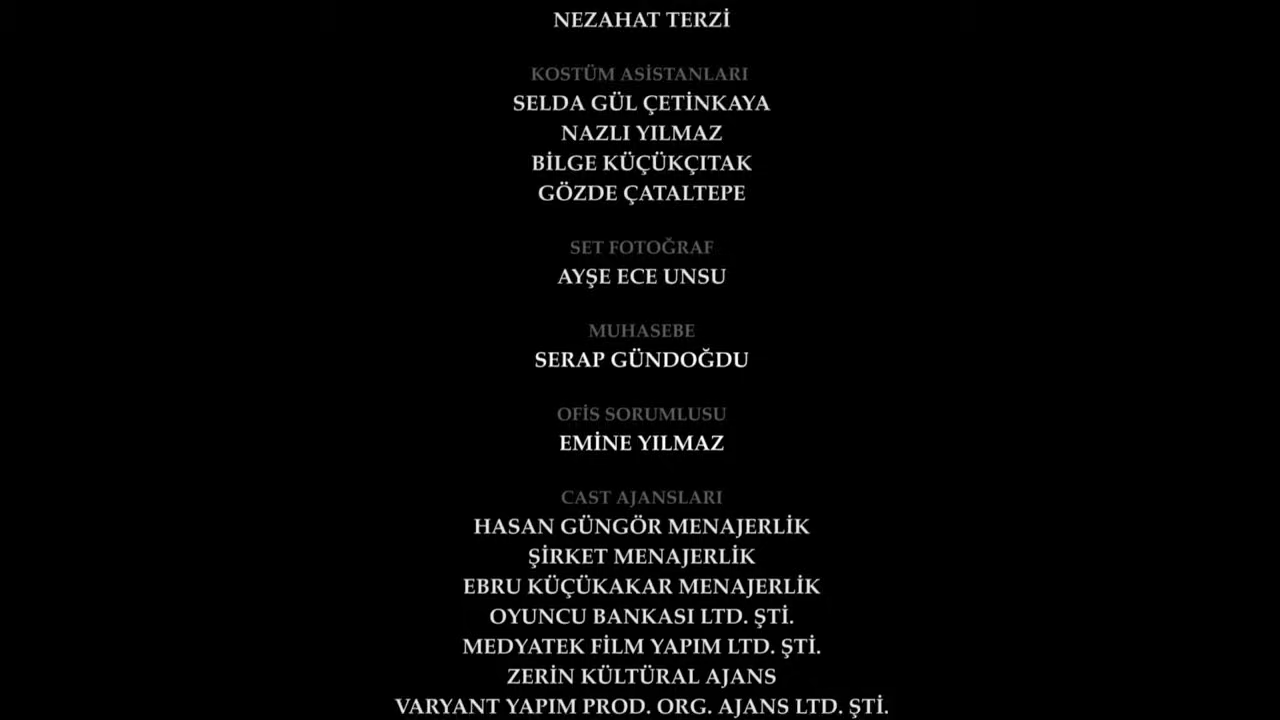 NEZAHAT TERZİ
KOSTÜM ASİSTANLARI
SELDA GÜL ÇETİNKAYA
NAZLI YILMAZ
BİLGE KÜÇÜKÇITAK
GÖZDE ÇATALTEPE
SET FOTOĞRAF
AYŞE ECE UNSU
MUHASEBE
SERAP GÜNDOĞDU
OFİS SORUMLUSU
EMİNE YILMAZ
CAST AJANSLARI
HASAN GÜNGÖR MENAJERLİK
ŞİRKET MENAJERLİK
EBRU KÜÇÜKAKAR MENAJERLİK
OYUNCU BANKASI LTD. ŞTİ.
MEDYATEK FİLM YAPIM LTD. ŞTİ.
ZERİN KÜLTÜRAL AJANS
VARYANT YAPIM PROD. ORG. AJANS LTD. ŞTİ.